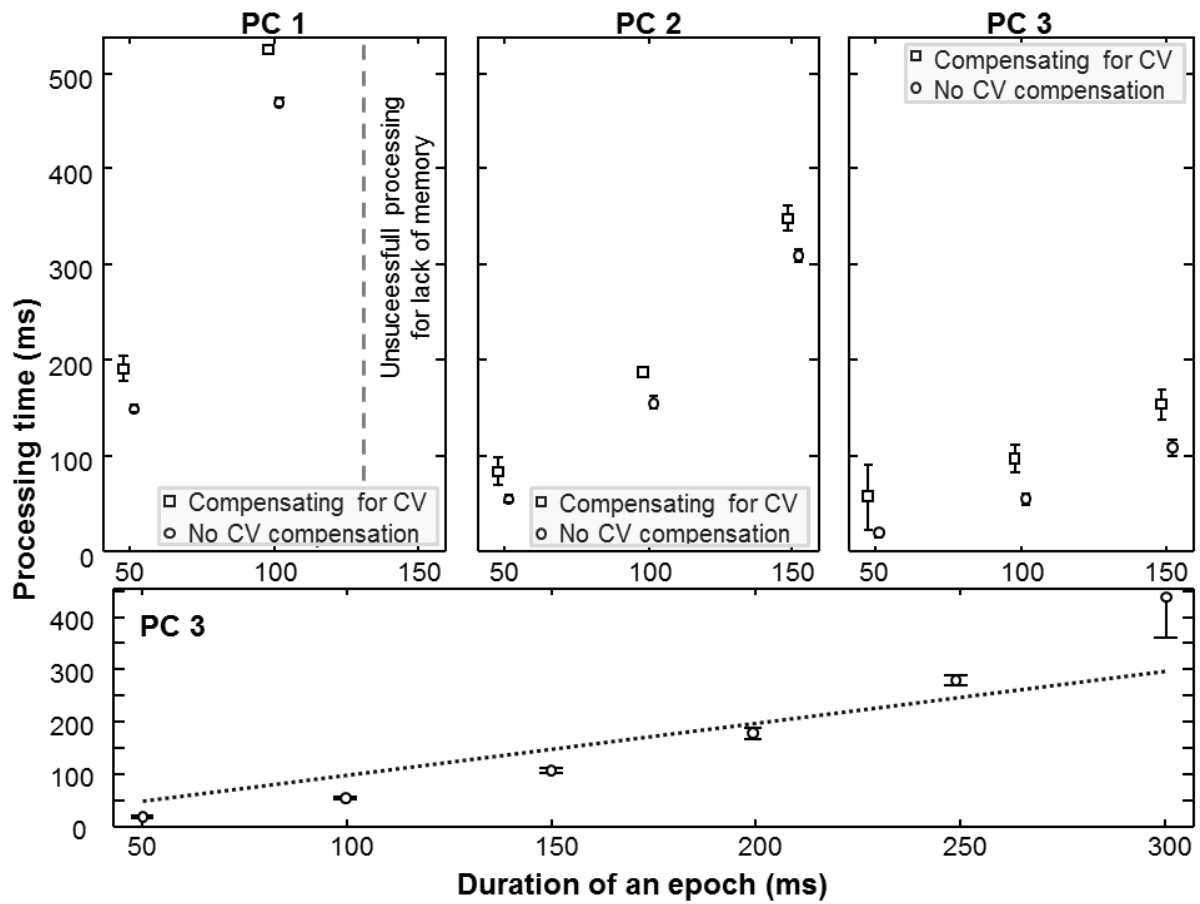 PC 1
PC 2
PC 3
Processing time (ms)
500
400
300
200
100
0
Unsuceessfull processing
for lack of memory
Compensating for CV
No CV compensation
50
100
150
Compensating for CV
No CV compensation
50
100
150
Compensating for CV
No CV compensation
50
100
150
PC 3
400
300
200
100
0
50
100
150
200
250
300
Duration of an epoch (ms)